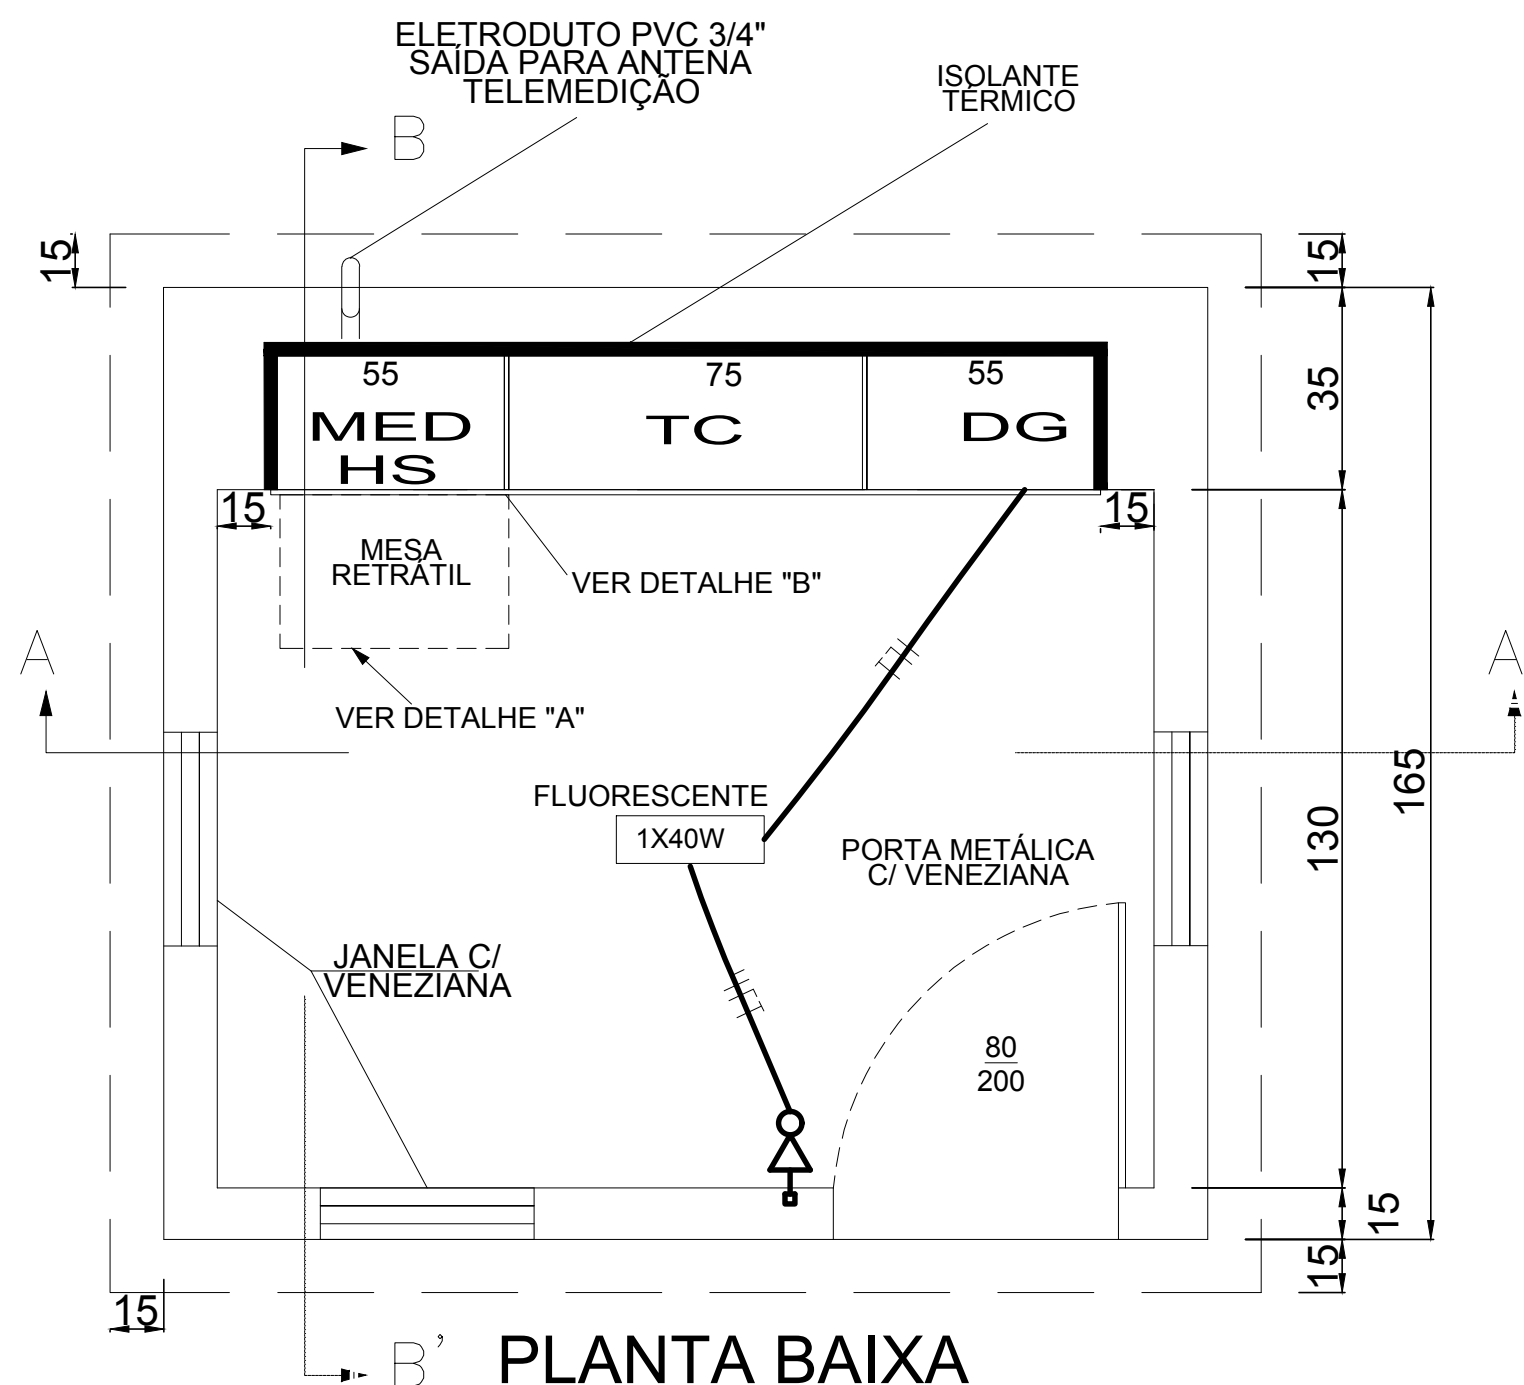 ELETRODUTO PVC 3/4"
SAÍDA PARA ANTENA
TELEMEDIÇÃO
ISOLANTE
TÉRMICO
B
15
15
55
75
55
35
MED
HS
TC
DG
15
15
MESA
RETRÁTIL
VER DETALHE "B"
A
A
VER DETALHE "A"
165
FLUORESCENTE
1X40W
130
PORTA METÁLICA
C/ VENEZIANA
JANELA C/
VENEZIANA
80
200
15
15
15
B'
PLANTA BAIXA